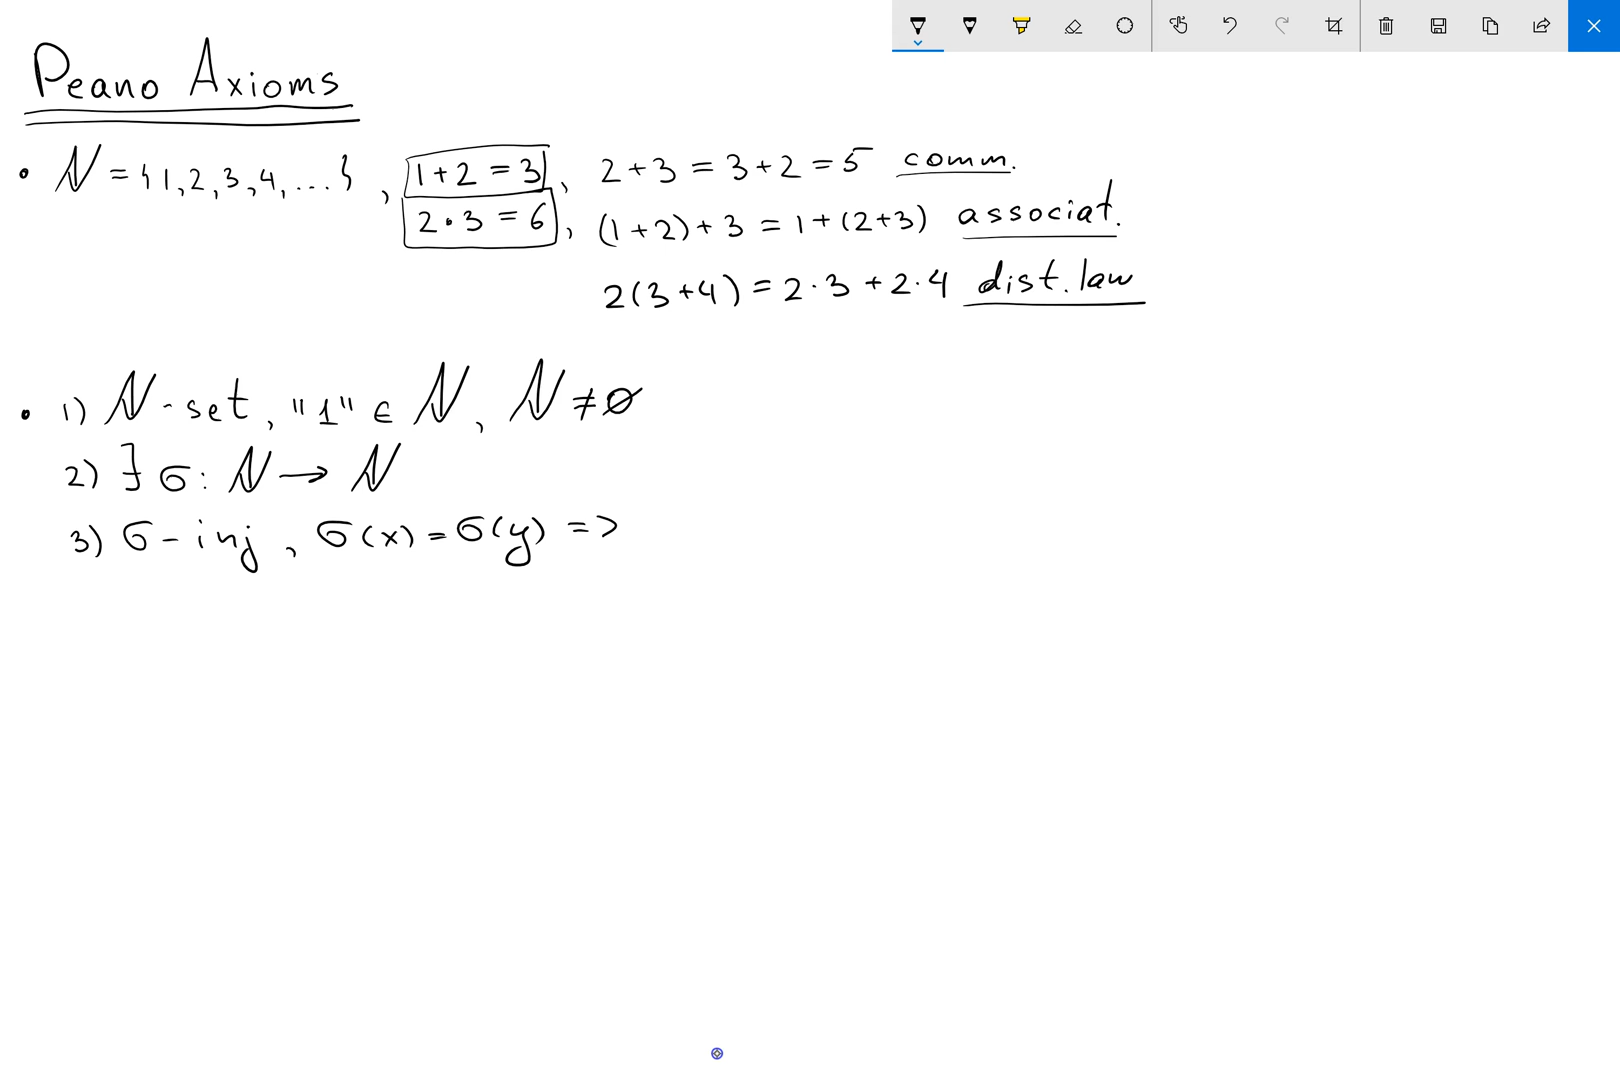 Peano Axioms
• ℕ = {1,2,3,4,...} , 1+2=3 , 2+3=3+2=5 comm.
2·3=6 , (1+2)+3=1+(2+3) associat.
2(3+4)=2·3+2·4 dist. law
• 1) ℕ-set, "1" ∈ ℕ, ℕ≠∅
2) ∃ σ: ℕ → ℕ
3) σ-inj, σ(x)=σ(y) =>